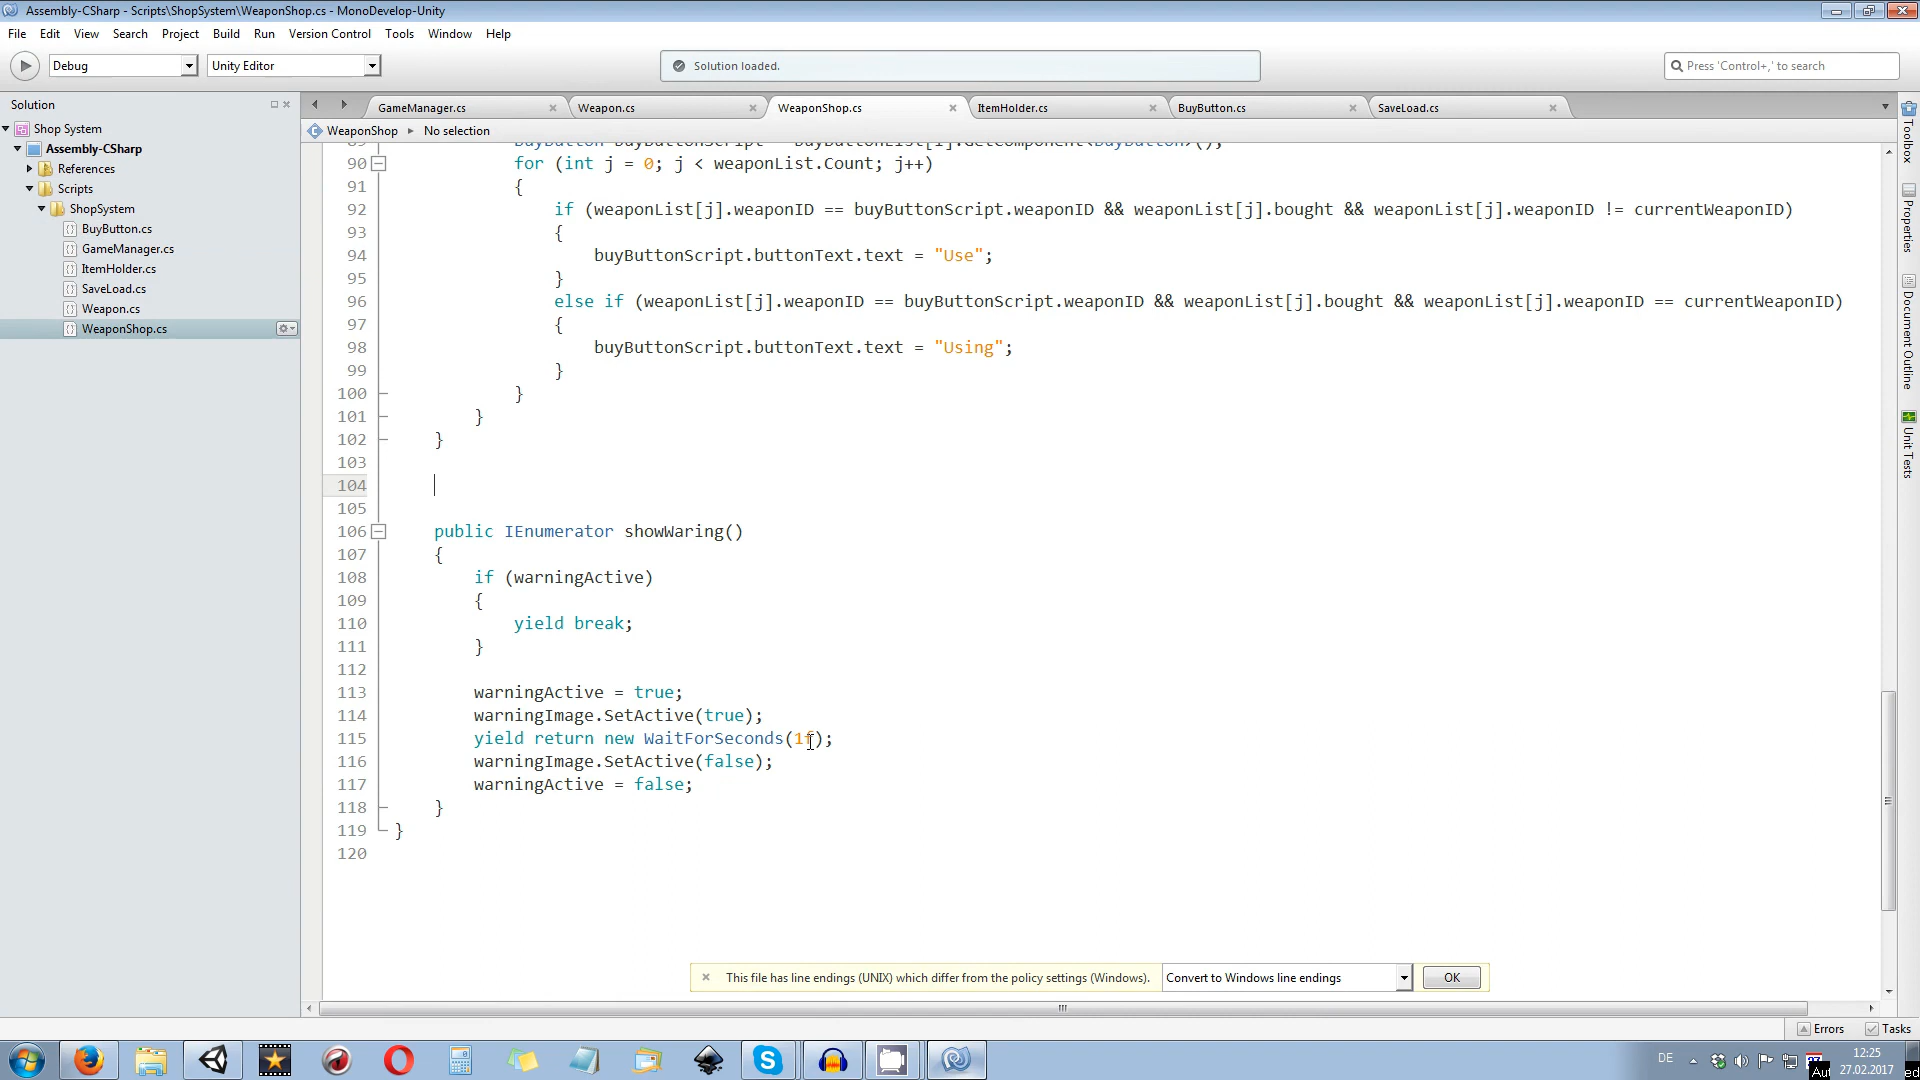 Assembly-CSharp - Scripts\ShopSystem\WeaponShop.cs - MonoDevelop-Unity
File Edit View Search Project Build Run Version Control Tools Window Help
Debug Unity Editor Solution loaded. Press 'Control+,' to search
Solution
GameManager.cs Weapon.cs WeaponShop.cs ItemHolder.cs BuyButton.cs SaveLoad.cs
WeaponShop No selection
Shop System
Assembly-CSharp
References
Scripts
ShopSystem
BuyButton.cs
GameManager.cs
ItemHolder.cs
SaveLoad.cs
Weapon.cs
WeaponShop.cs
89 BuyButton buyButtonScript = buyButtonList[i].GetComponent<BuyButton>();
90 for (int j = 0; j < weaponList.Count; j++)
91 {
92 if (weaponList[j].weaponID == buyButtonScript.weaponID && weaponList[j].bought && weaponList[j].weaponID != currentWeaponID)
93 {
94 buyButtonScript.buttonText.text = "Use";
95 }
96 else if (weaponList[j].weaponID == buyButtonScript.weaponID && weaponList[j].bought && weaponList[j].weaponID == currentWeaponID)
97 {
98 buyButtonScript.buttonText.text = "Using";
99 }
100 }
101 }
102 }
103
104
105
106 public IEnumerator showWaring()
107 {
108 if (warningActive)
109 {
110 yield break;
111 }
112
113 warningActive = true;
114 warningImage.SetActive(true);
115 yield return new WaitForSeconds(1f);
116 warningImage.SetActive(false);
117 warningActive = false;
118 }
119 }
120
This file has line endings (UNIX) which differ from the policy settings (Windows). Convert to Windows line endings OK
Toolbox
Properties
Document Outline
Unit Tests
Errors Tasks
DE
12:25
27.02.2017